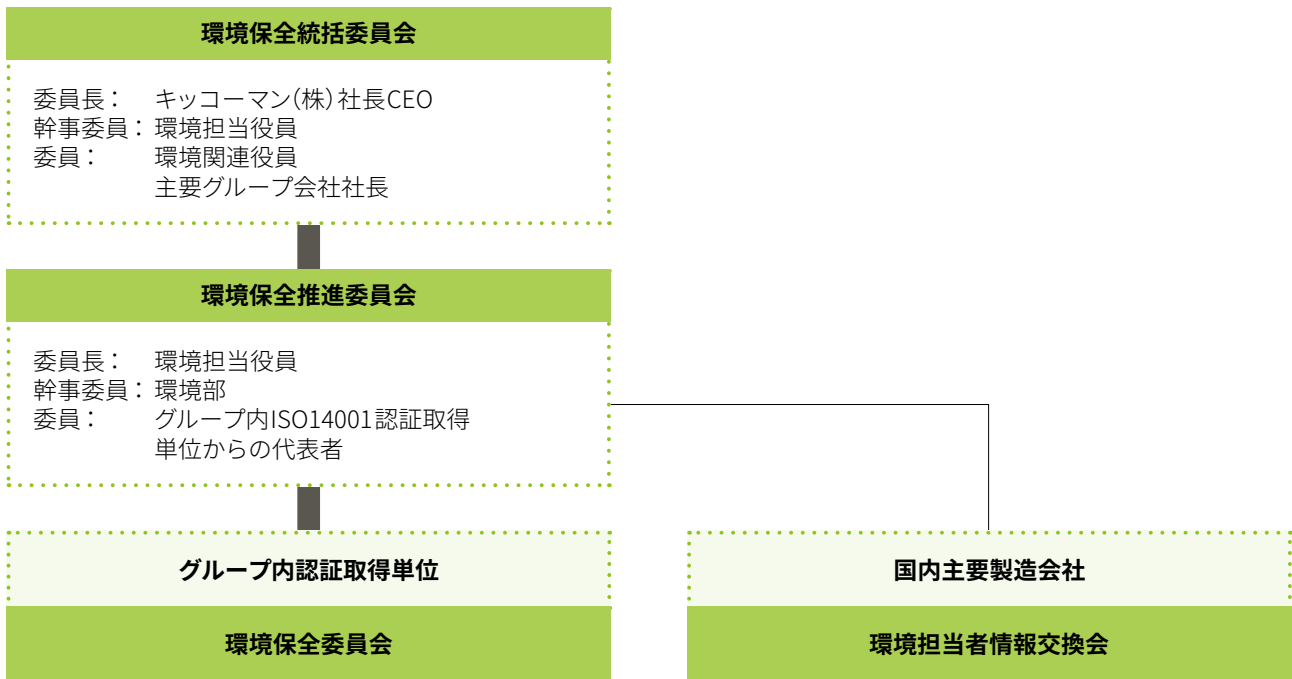 環境保全統括委員会
委員長： キッコーマン（株）社長CEO
幹事委員：環境担当役員
委員： 環境関連役員
主要グループ会社社長
環境保全推進委員会
委員長： 環境担当役員
幹事委員：環境部
委員： グループ内ISO14001認証取得
単位からの代表者
グループ内認証取得単位
環境保全委員会
国内主要製造会社
環境担当者情報交換会